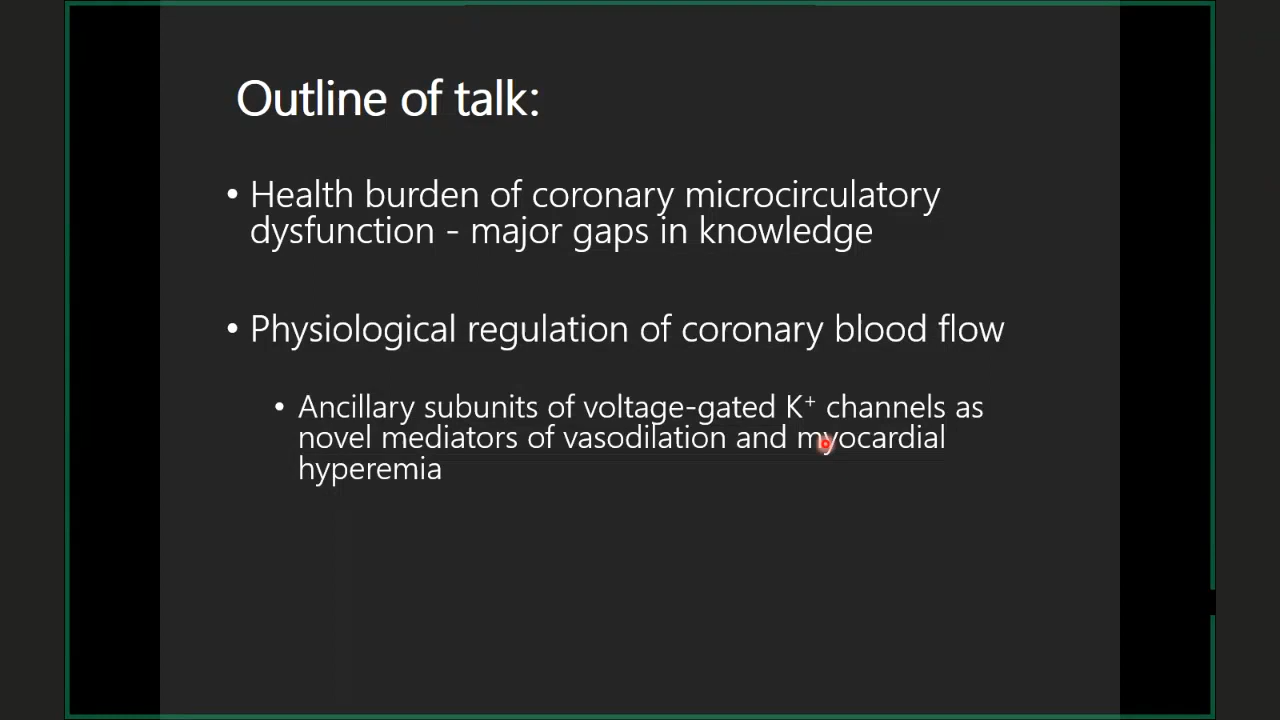 Outline of talk:
• Health burden of coronary microcirculatory
dysfunction - major gaps in knowledge
• Physiological regulation of coronary blood flow
• Ancillary subunits of voltage-gated K⁺ channels as
novel mediators of vasodilation and myocardial
hyperemia